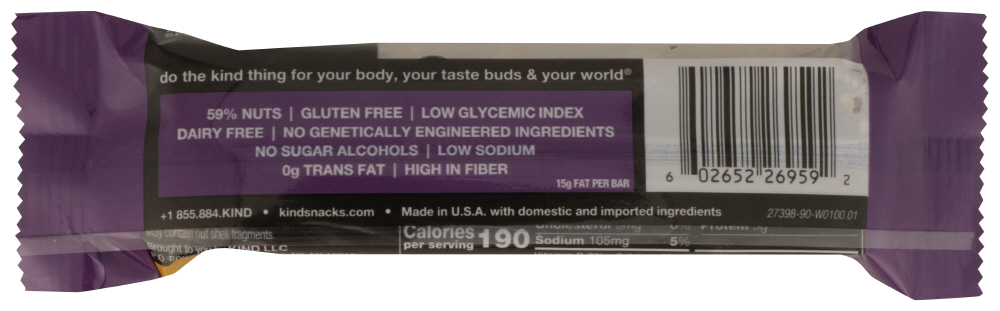 do the kind thing for your body, your taste buds & your world®
59% NUTS | GLUTEN FREE | LOW GLYCEMIC INDEX
DAIRY FREE | NO GENETICALLY ENGINEERED INGREDIENTS
NO SUGAR ALCOHOLS | LOW SODIUM
0g TRANS FAT | HIGH IN FIBER
15g FAT PER BAR
6 02652 26959 2
+1 855.884.KIND • kindsnacks.com • Made in U.S.A. with domestic and imported ingredients
27398-90-W0100.01
May contain nut shell fragments
Brought to you KIND LLC
Calories
per serving 190
Cholesterol 0mg 0%
Sodium 105mg 5%
Protein 5g